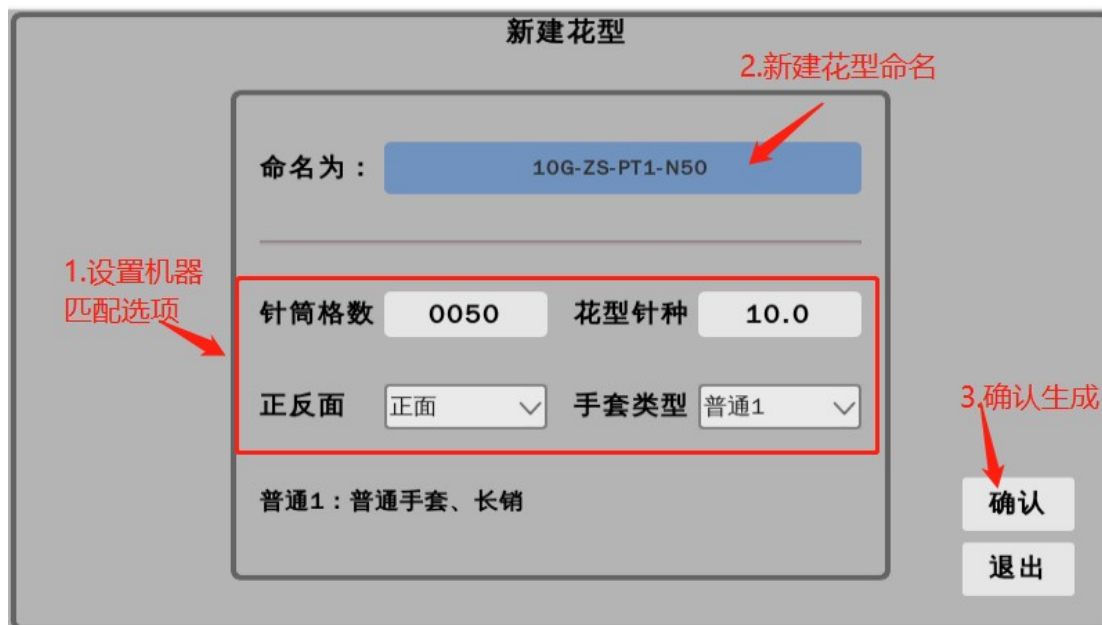 新建花型
2.新建花型命名
命名为：
10G-ZS-PT1-N50
1.设置机器
匹配选项
针筒格数 0050 花型针种 10.0
正反面 正面 手套类型 普通1
3.确认生成
普通1：普通手套、长销
确认
退出